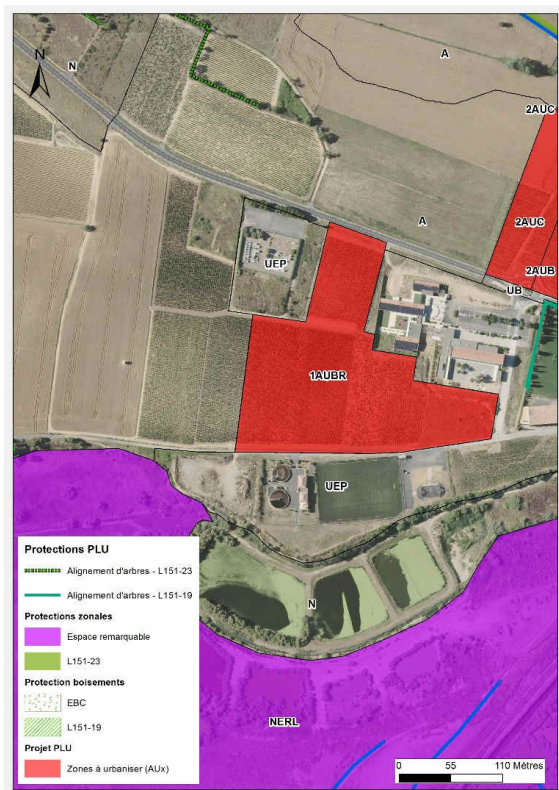 N
N
A
2AUC
A
2AUC
UEP
2AUB
UB
1AUBR
UEP
N
NERL
Protections PLU
Alignement d'arbres - L151-23
Alignement d'arbres - L151-19
Protections zonales
Espace remarquable
L151-23
Protection boisements
EBC
L151-19
Projet PLU
Zones à urbaniser (AUx)
0 55 110 Mètres